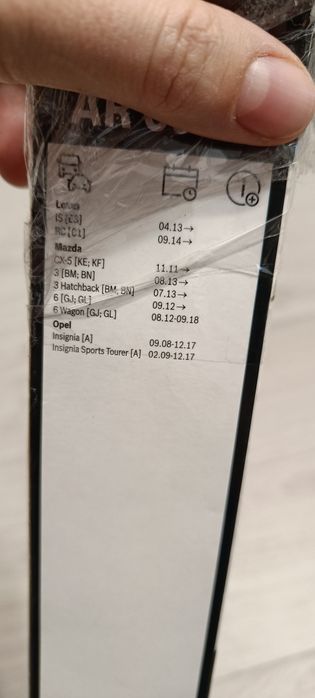 AR
Lexus
IS [E3] 04.13→
RC [C1] 09.14→
Mazda
CX-5 [KE; KF] 11.11→
3 [BM; BN] 08.13→
3 Hatchback [BM; BN] 07.13→
6 [GJ; GL] 09.12→
6 Wagon [GJ; GL] 08.12-09.18
Opel
Insignia [A] 09.08-12.17
Insignia Sports Tourer [A] 02.09-12.17